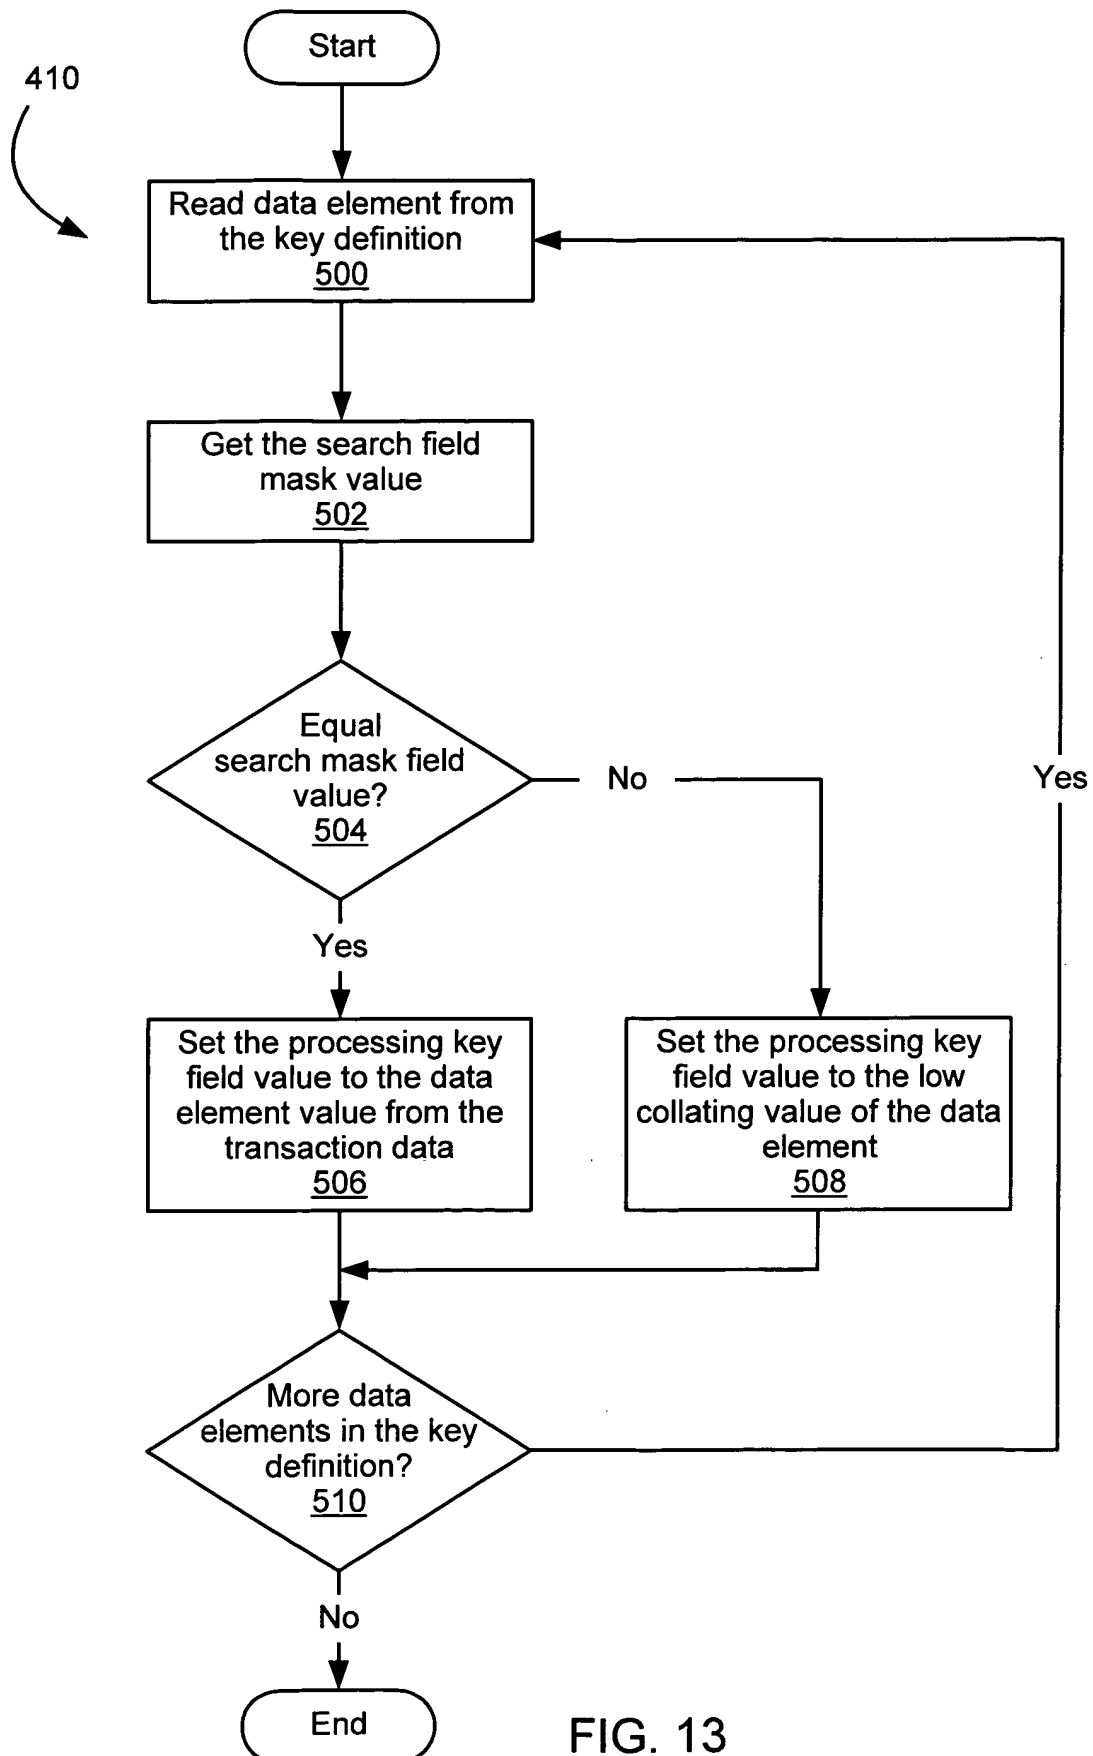 Start
410
Read data element from
the key definition
500
Get the search field
mask value
502
Equal
search mask field
value?
504
No
Yes
Yes
Set the processing key
field value to the data
element value from the
transaction data
506
Set the processing key
field value to the low
collating value of the data
element
508
More data
elements in the key
definition?
510
No
End
FIG. 13